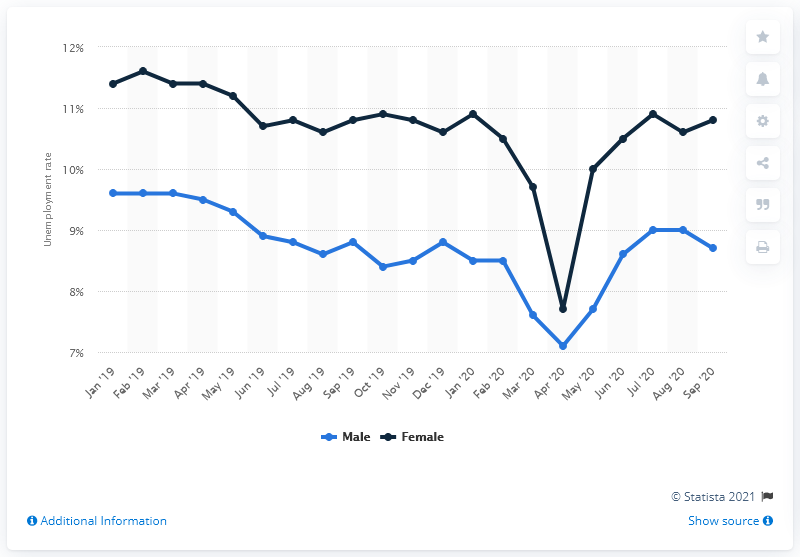 12%
11%
10%
9%
8%
7%
Unemployment rate
Jan '19
Feb '19
Mar '19
Apr '19
May '19
Jun '19
Jul '19
Aug '19
Sep '19
Oct '19
Nov '19
Dec '19
Jan '20
Feb '20
Mar '20
Apr '20
May '20
Jun '20
Jul '20
Aug '20
Sep '20
Male Female
© Statista 2021
Additional Information Show source